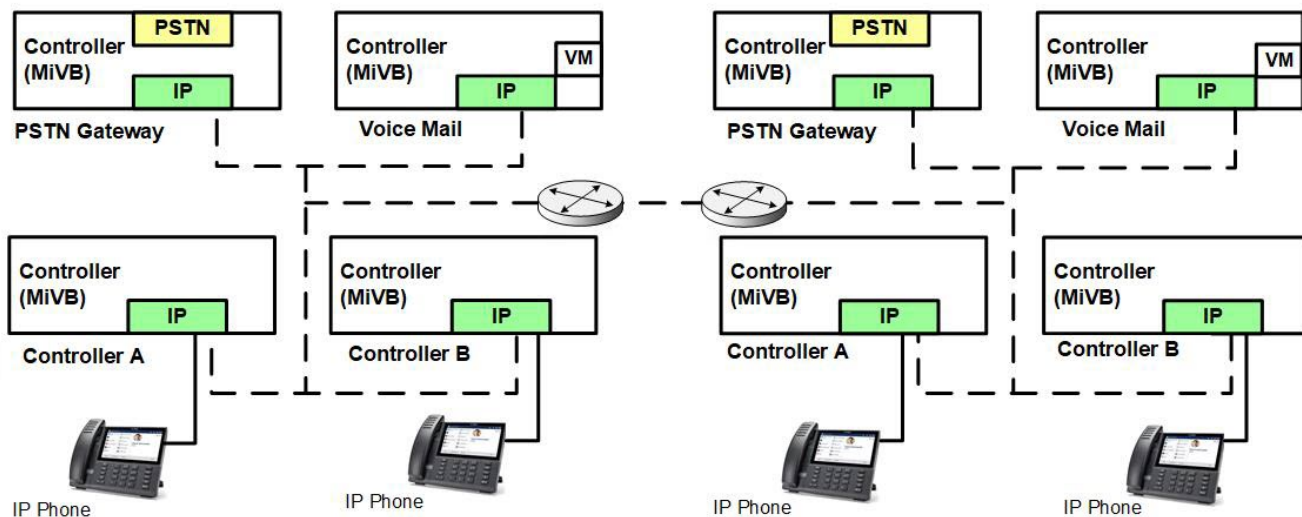 PSTN
Controller
(MiVB)
IP
PSTN Gateway
Controller
(MiVB)
VM
IP
Voice Mail
PSTN
Controller
(MiVB)
IP
PSTN Gateway
Controller
(MiVB)
VM
IP
Voice Mail
Controller
(MiVB)
IP
Controller A
IP Phone
Controller
(MiVB)
IP
Controller B
IP Phone
Controller
(MiVB)
IP
Controller A
IP Phone
Controller
(MiVB)
IP
Controller B
IP Phone